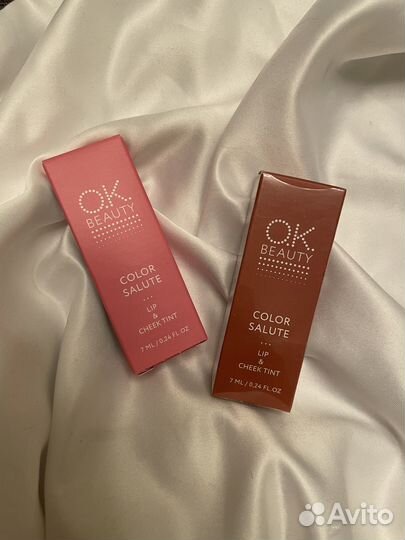 O.K.
BEAUTY
COLOR
SALUTE
LIP
&
CHEEK TINT
7 ML / 0,24 FL.OZ
O.K.
BEAUTY
COLOR
SALUTE
LIP
&
CHEEK TINT
7 ML / 0,24 FL.OZ
Avito